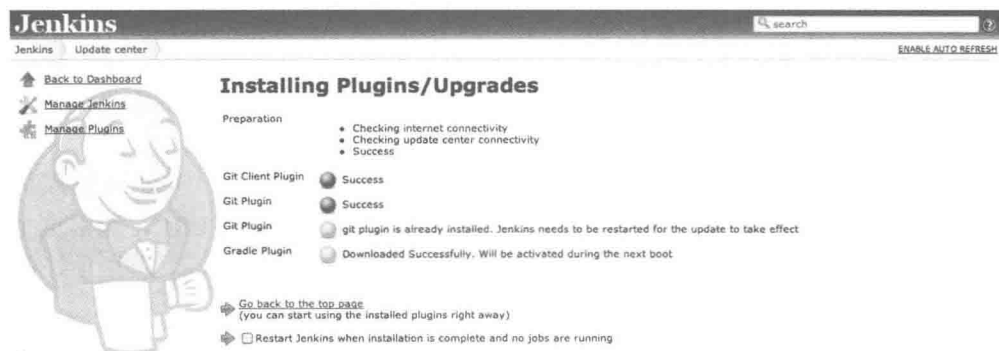 Jenkins
search
Jenkins
Update center
ENABLE AUTO REFRESH
Back to Dashboard
Manage Jenkins
Manage Plugins
Installing Plugins/Upgrades
Preparation
• Checking internet connectivity
• Checking update center connectivity
• Success
Git Client Plugin Success
Git Plugin Success
Git Plugin git plugin is already installed. Jenkins needs to be restarted for the update to take effect
Gradle Plugin Downloaded Successfully. Will be activated during the next boot
Go back to the top page
(you can start using the installed plugins right away)
Restart Jenkins when installation is complete and no jobs are running